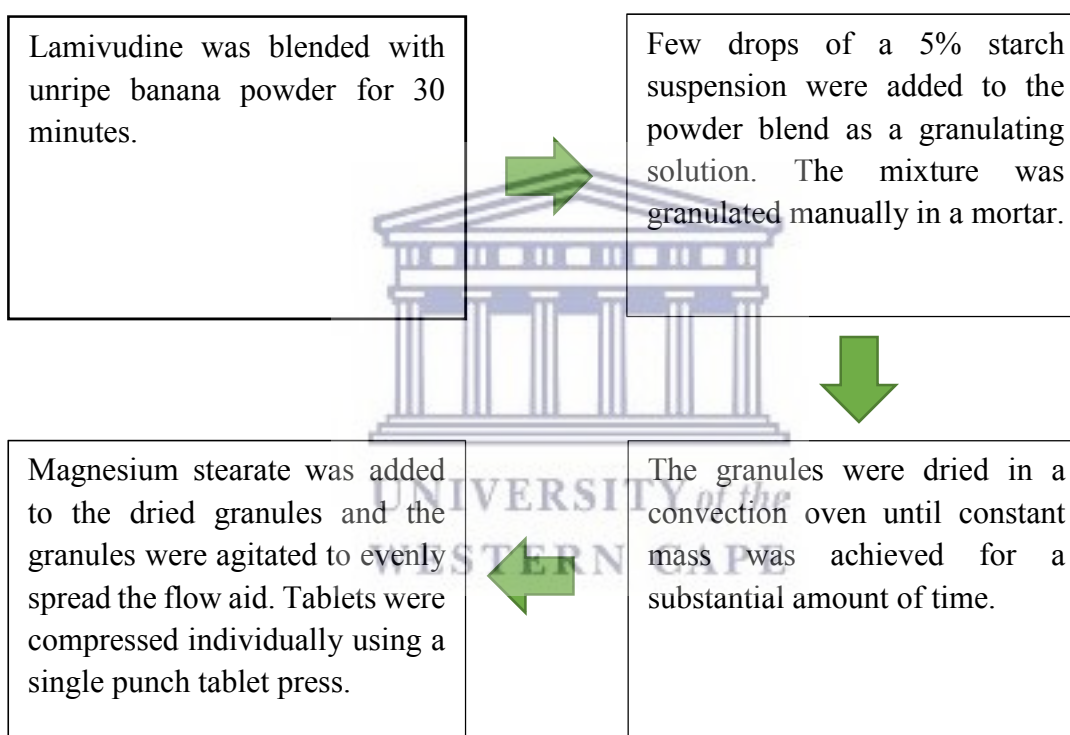 Lamivudine was blended with
unripe banana powder for 30
minutes.
Few drops of a 5% starch
suspension were added to the
powder blend as a granulating
solution. The mixture was
granulated manually in a mortar.
The granules were dried in a
convection oven until constant
mass was achieved for a
substantial amount of time.
Magnesium stearate was added
to the dried granules and the
granules were agitated to evenly
spread the flow aid. Tablets were
compressed individually using a
single punch tablet press.
UNIVERSITY of the
WESTERN CAPE